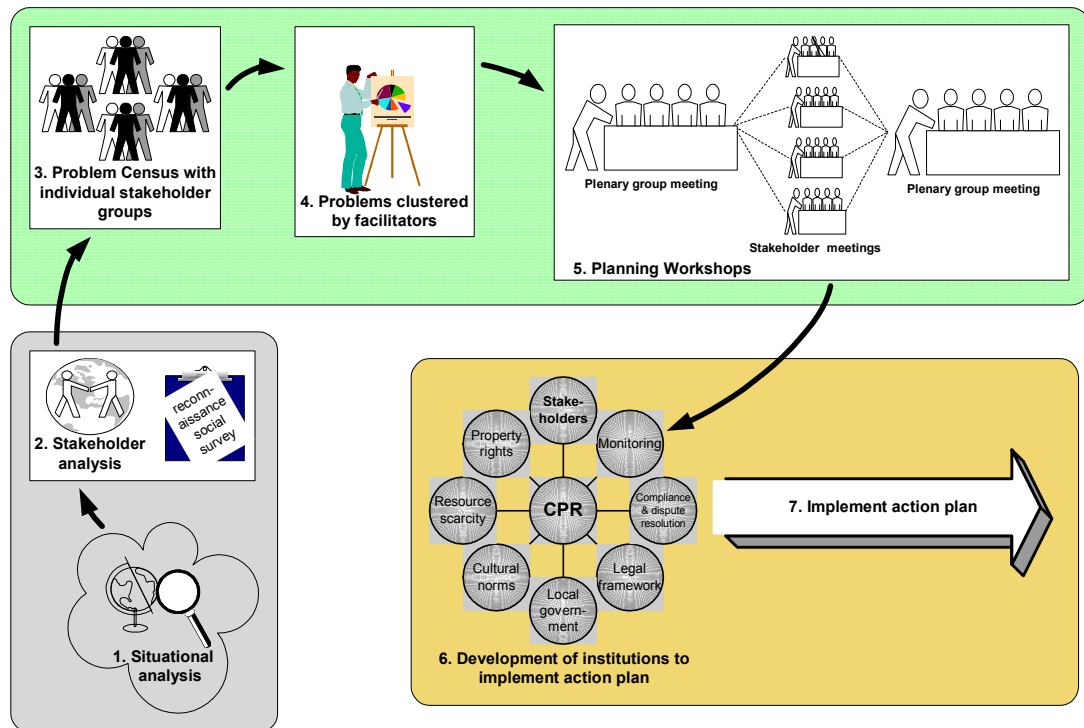 3. Problem Census with
individual stakeholder
groups
4. Problems clustered
by facilitators
Plenary group meeting
Stakeholder meetings
Plenary group meeting
5. Planning Workshops
2. Stakeholder
analysis
reconn-
aissance
social
survey
1. Situational
analysis
Stake-
holders
Property
rights
Monitoring
Resource
scarcity
CPR
Compliance
& dispute
resolution
Cultural
norms
Legal
framework
Local
govern-
ment
6. Development of institutions to
implement action plan
7. Implement action plan